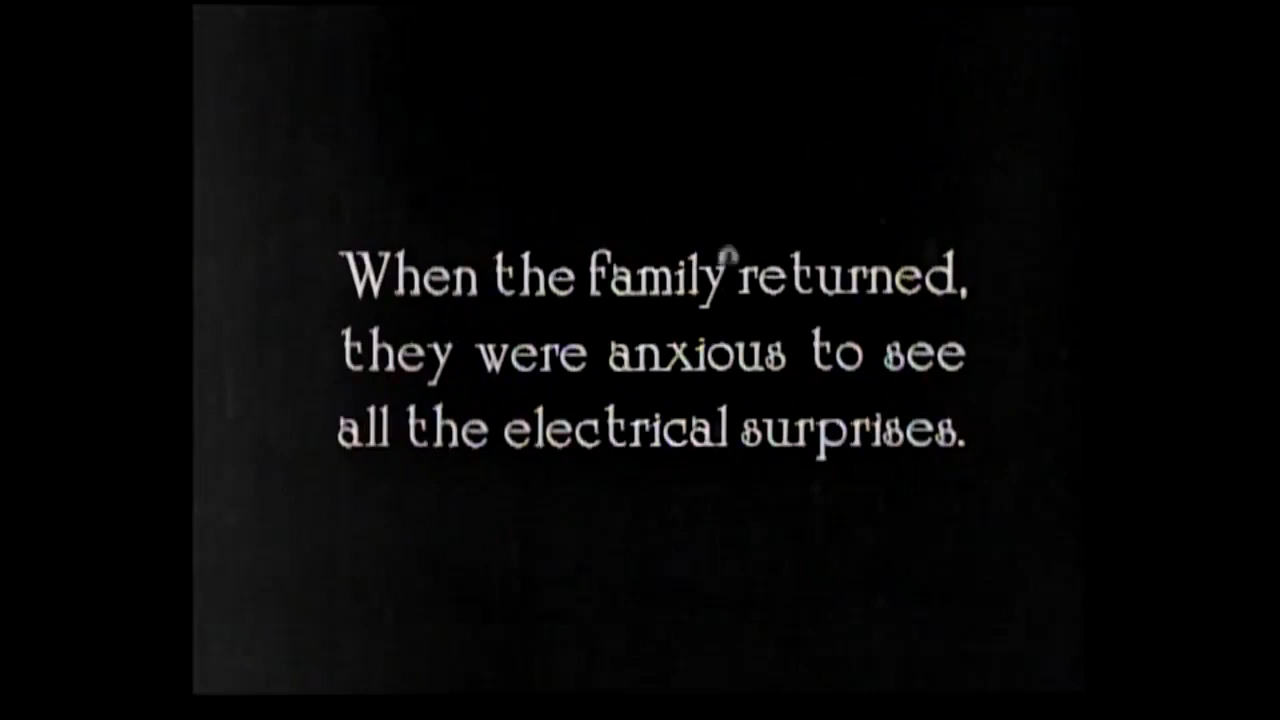 When the family returned,
they were anxious to see
all the electrical surprises.